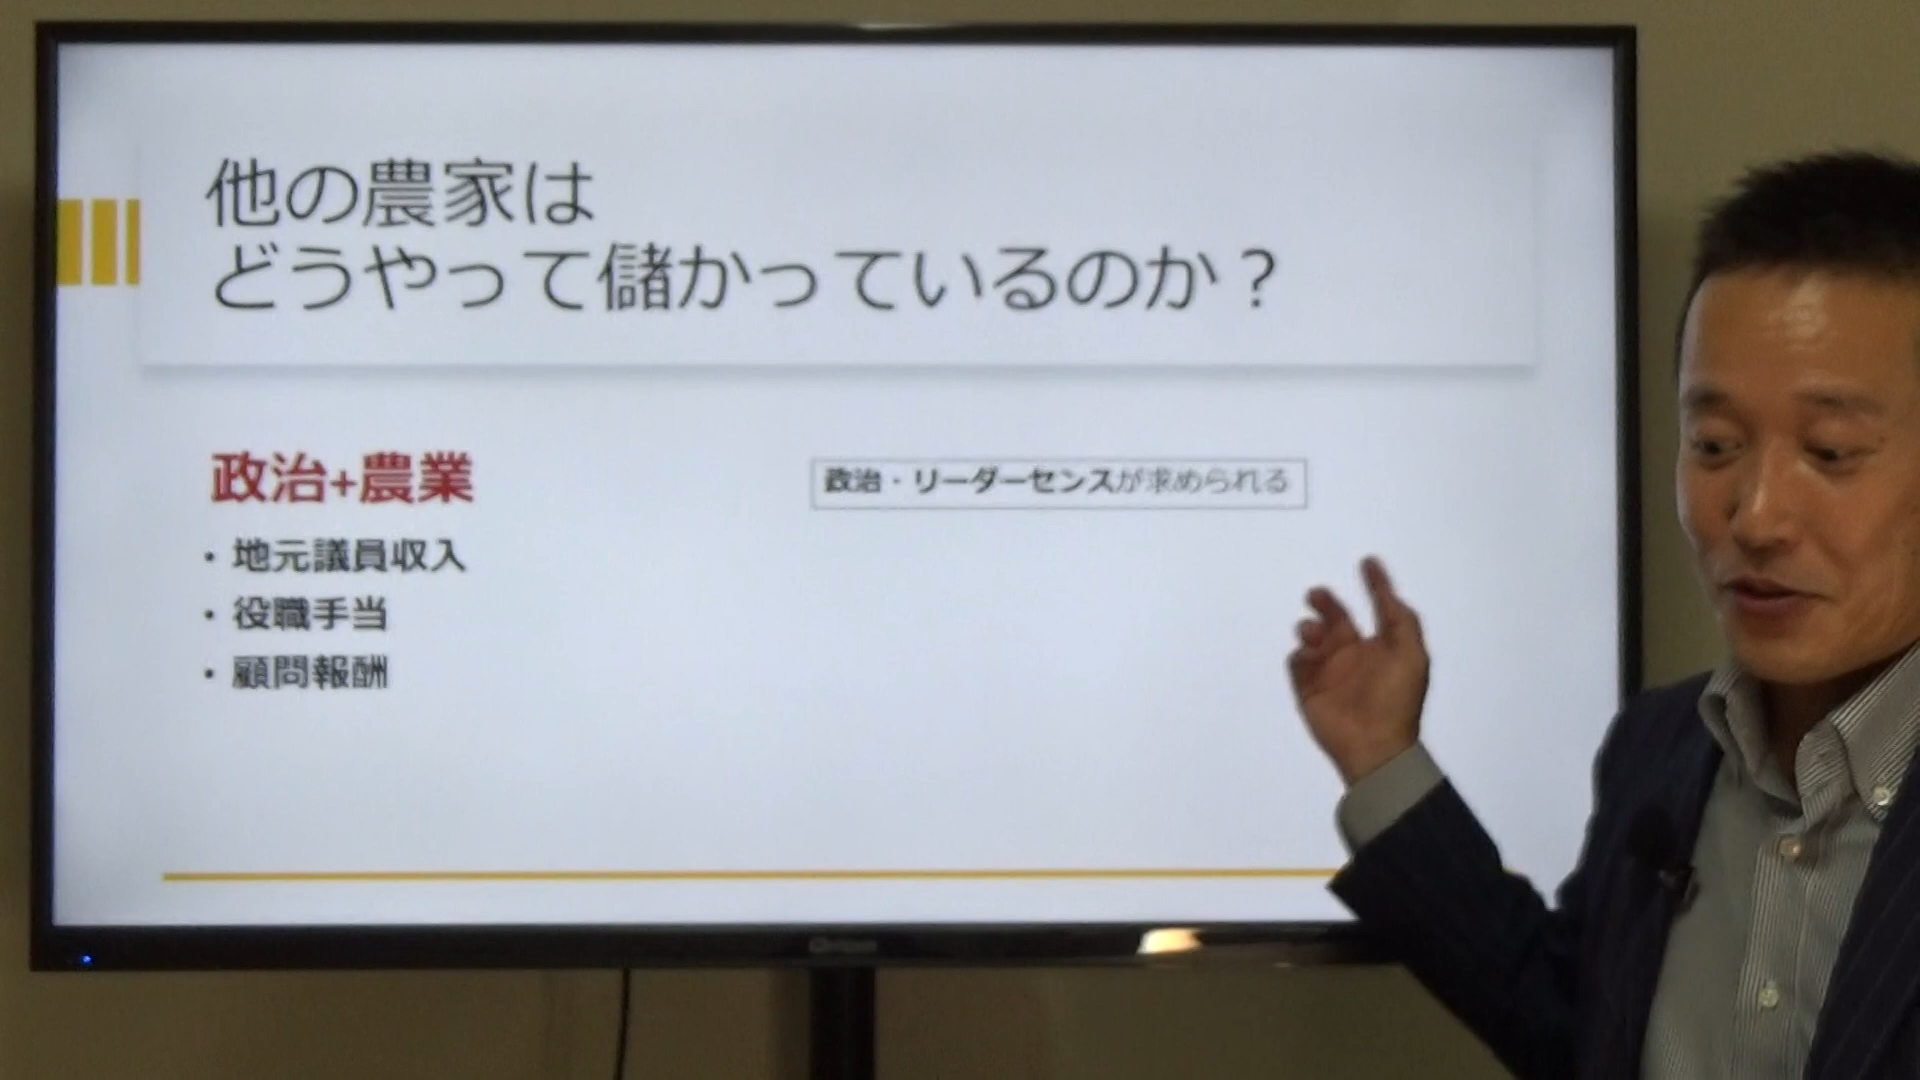 他の農家は
どうやって儲かっているのか？
政治+農業
政治・リーダーセンスが求められる
・地元議員収入
・役職手当
・顧問報酬